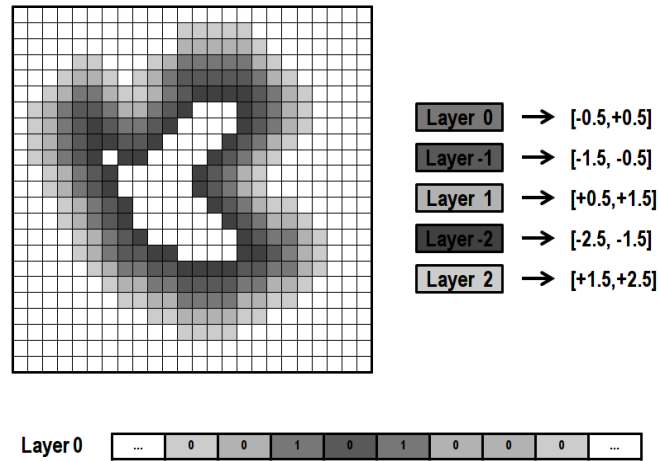 Layer 0 → [-0.5,+0.5]
Layer -1 → [-1.5, -0.5]
Layer 1 → [+0.5,+1.5]
Layer -2 → [-2.5, -1.5]
Layer 2 → [+1.5,+2.5]
Layer 0 ... 0 0 1 0 1 0 0 0 ...